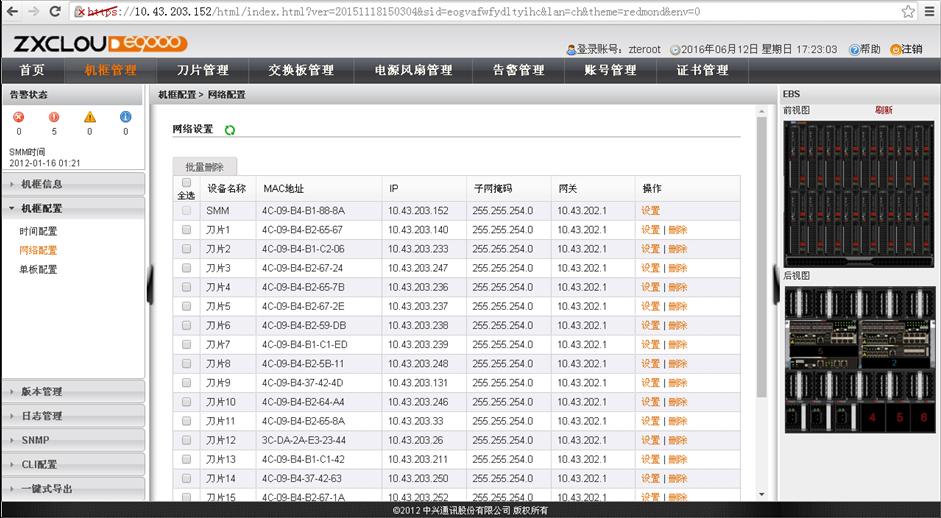 https://10.43.203.152/html/index.html?ver=20151118150304&sid=eogvafwfydltyihc&lan=ch&theme=redmond&env=0
ZXCLOUD E9000
登录账号：zteroot 2016年06月12日 星期日 17:23:03 帮助 注销
首页 机框管理 刀片管理 交换板管理 电源风扇管理 告警管理 账号管理 证书管理
告警状态
0 5 0 0
SMM时间
2012-01-16 01:21
机框信息
机框配置
时间配置
网络配置
单板配置
版本管理
日志管理
SNMP
CLI配置
一键式导出
机框配置 > 网络配置
网络设置
批量删除
全选 设备名称 MAC地址 IP 子网掩码 网关 操作
SMM 4C-09-B4-B1-88-8A 10.43.203.152 255.255.254.0 10.43.202.1 设置
刀片1 4C-09-B4-B2-65-67 10.43.203.140 255.255.254.0 10.43.202.1 设置 | 删除
刀片2 4C-09-B4-B1-C2-06 10.43.203.233 255.255.254.0 10.43.202.1 设置 | 删除
刀片3 4C-09-B4-B2-67-24 10.43.203.247 255.255.254.0 10.43.202.1 设置 | 删除
刀片4 4C-09-B4-B2-65-7B 10.43.203.236 255.255.254.0 10.43.202.1 设置 | 删除
刀片5 4C-09-B4-B2-67-2E 10.43.203.237 255.255.254.0 10.43.202.1 设置 | 删除
刀片6 4C-09-B4-B2-59-DB 10.43.203.238 255.255.254.0 10.43.202.1 设置 | 删除
刀片7 4C-09-B4-B1-C1-ED 10.43.203.239 255.255.254.0 10.43.202.1 设置 | 删除
刀片8 4C-09-B4-B2-5B-11 10.43.203.248 255.255.254.0 10.43.202.1 设置 | 删除
刀片9 4C-09-B4-37-42-4D 10.43.203.131 255.255.254.0 10.43.202.1 设置 | 删除
刀片10 4C-09-B4-B2-64-A4 10.43.203.246 255.255.254.0 10.43.202.1 设置 | 删除
刀片11 4C-09-B4-B2-65-8A 10.43.203.33 255.255.254.0 10.43.202.1 设置 | 删除
刀片12 3C-DA-2A-E3-23-44 10.43.203.26 255.255.254.0 10.43.202.1 设置 | 删除
刀片13 4C-09-B4-B1-C1-42 10.43.203.211 255.255.254.0 10.43.202.1 设置 | 删除
刀片14 4C-09-B4-37-42-63 10.43.203.250 255.255.254.0 10.43.202.1 设置 | 删除
刀片15 4C-09-B4-B2-67-1A 10.43.203.252 255.255.254.0 10.43.202.1 设置 | 删除
EBS
前视图 刷新
后视图
5 2
4 5 6
©2012 中兴通讯股份有限公司 版权所有